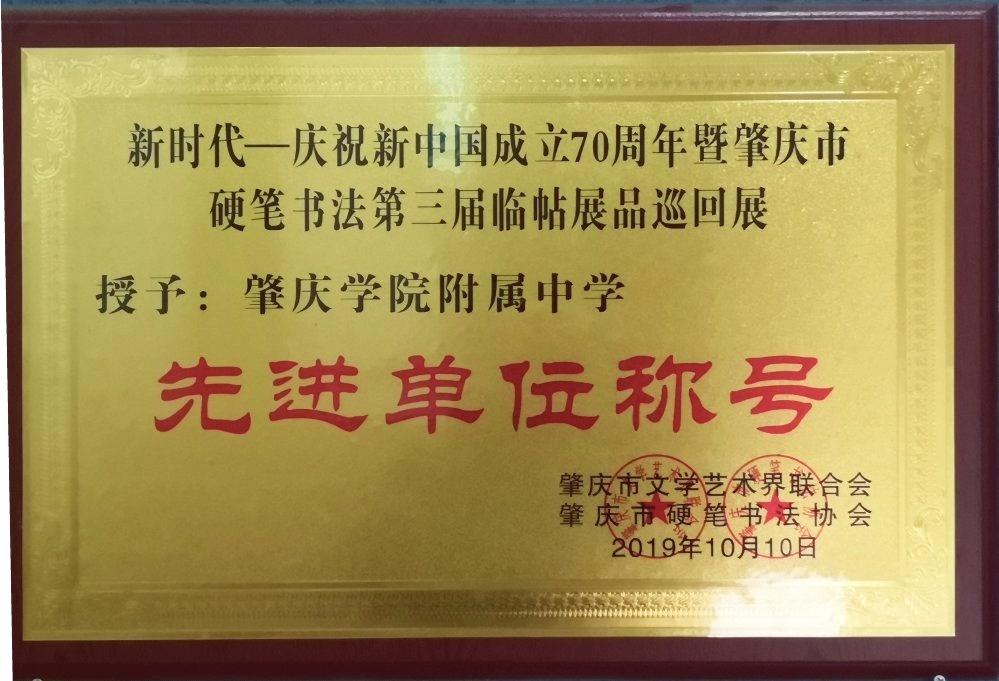 新时代—庆祝新中国成立70周年暨肇庆市
硬笔书法第三届临帖展品巡回展
授予：肇庆学院附属中学
先进单位称号
肇庆市文学艺术界联合会
肇庆市硬笔书法协会
2019年10月10日